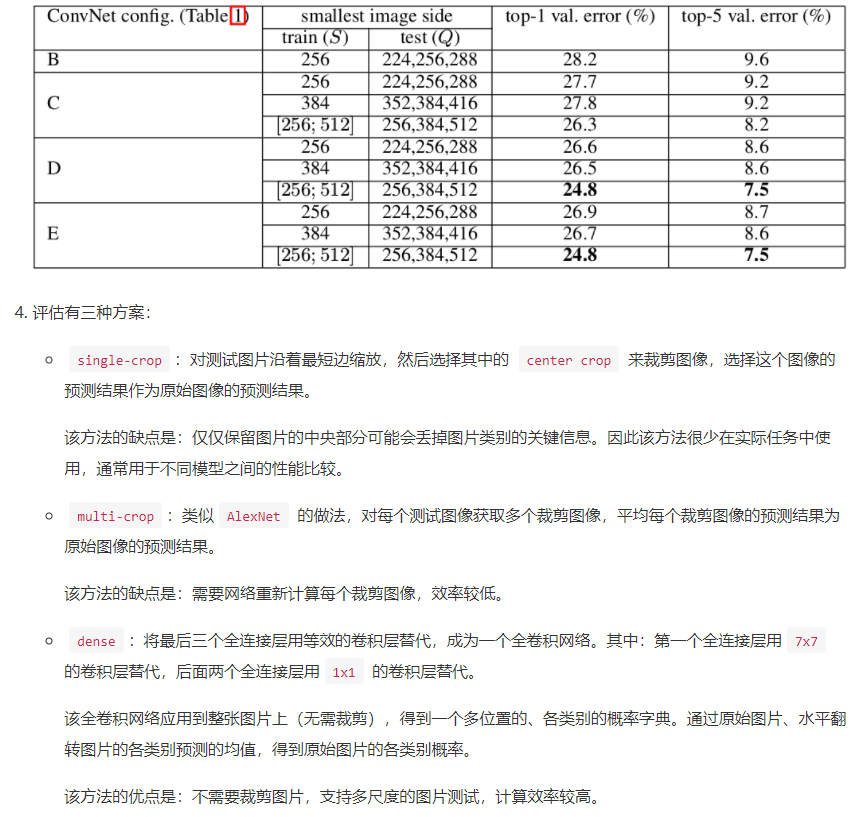 ConvNet config. (Table 1) smallest image side top-1 val. error (%) top-5 val. error (%)
train (S) test (Q)
B 256 224,256,288 28.2 9.6
256 224,256,288 27.7 9.2
C 384 352,384,416 27.8 9.2
[256; 512] 256,384,512 26.3 8.2
256 224,256,288 26.6 8.6
D 384 352,384,416 26.5 8.6
[256; 512] 256,384,512 24.8 7.5
256 224,256,288 26.9 8.7
E 384 352,384,416 26.7 8.6
[256; 512] 256,384,512 24.8 7.5
4. 评估有三种方案：
single-crop ：对测试图片沿着最短边缩放，然后选择其中的 center crop 来裁剪图像，选择这个图像的
预测结果作为原始图像的预测结果。
该方法的缺点是：仅仅保留图片的中央部分可能会丢掉图片类别的关键信息。因此该方法很少在实际任务中使
用，通常用于不同模型之间的性能比较。
multi-crop ：类似 AlexNet 的做法，对每个测试图像获取多个裁剪图像，平均每个裁剪图像的预测结果为
原始图像的预测结果。
该方法的缺点是：需要网络重新计算每个裁剪图像，效率较低。
dense ：将最后三个全连接层用等效的卷积层替代，成为一个全卷积网络。其中：第一个全连接层用 7x7
的卷积层替代，后面两个全连接层用 1x1 的卷积层替代。
该全卷积网络应用到整张图片上（无需裁剪），得到一个多位置的、各类别的概率字典。通过原始图片、水平翻
转图片的各类别预测的均值，得到原始图片的各类别概率。
该方法的优点是：不需要裁剪图片，支持多尺度的图片测试，计算效率较高。